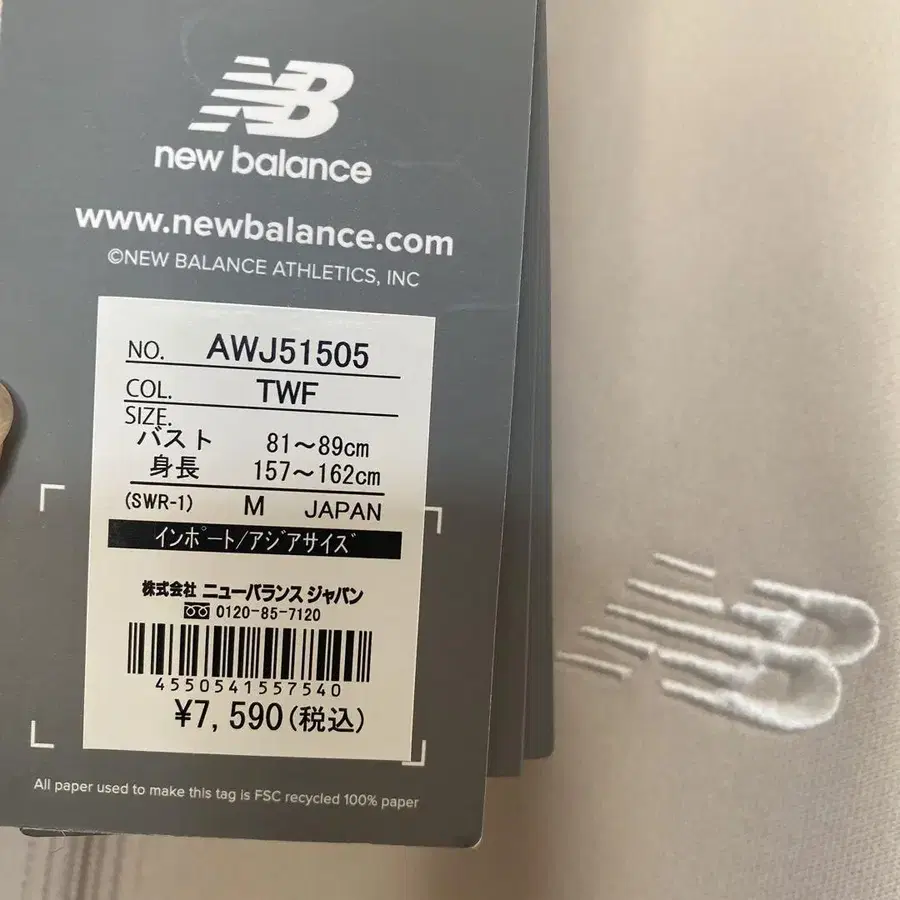 NB
new balance
www.newbalance.com
©NEW BALANCE ATHLETICS, INC
NO. AWJ51505
COL. TWF
SIZE.
バスト 81～89cm
身長 157～162cm
(SWR-1) M JAPAN
インポート/アジアサイズ
株式会社 ニューバランス ジャパン
0120-85-7120
4550541557540
¥7,590(税込)
All paper used to make this tag is FSC recycled 100% paper
NB